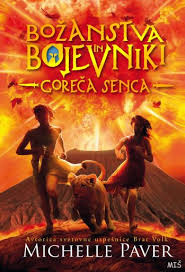 BOŽANSTVA
IN
BOJEVNIKI
GOREČA SENCA
Avtorica svetovne uspešnice Brat Volk
MICHELLE PAVER
MIŠ